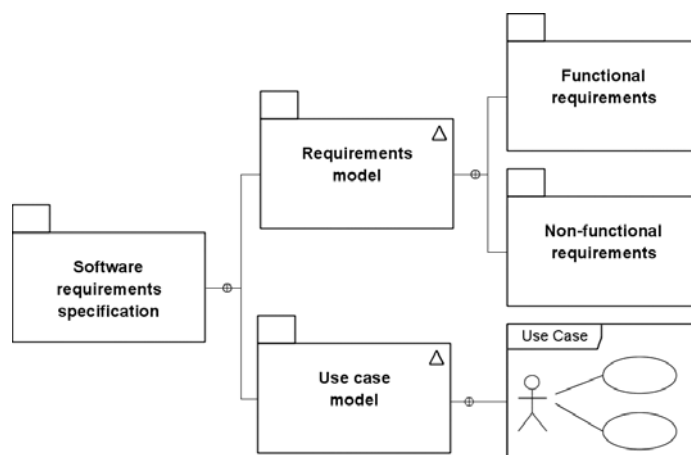 Functional
requirements
Requirements
model
Non-functional
requirements
Software
requirements
specification
Use case
model
Use Case